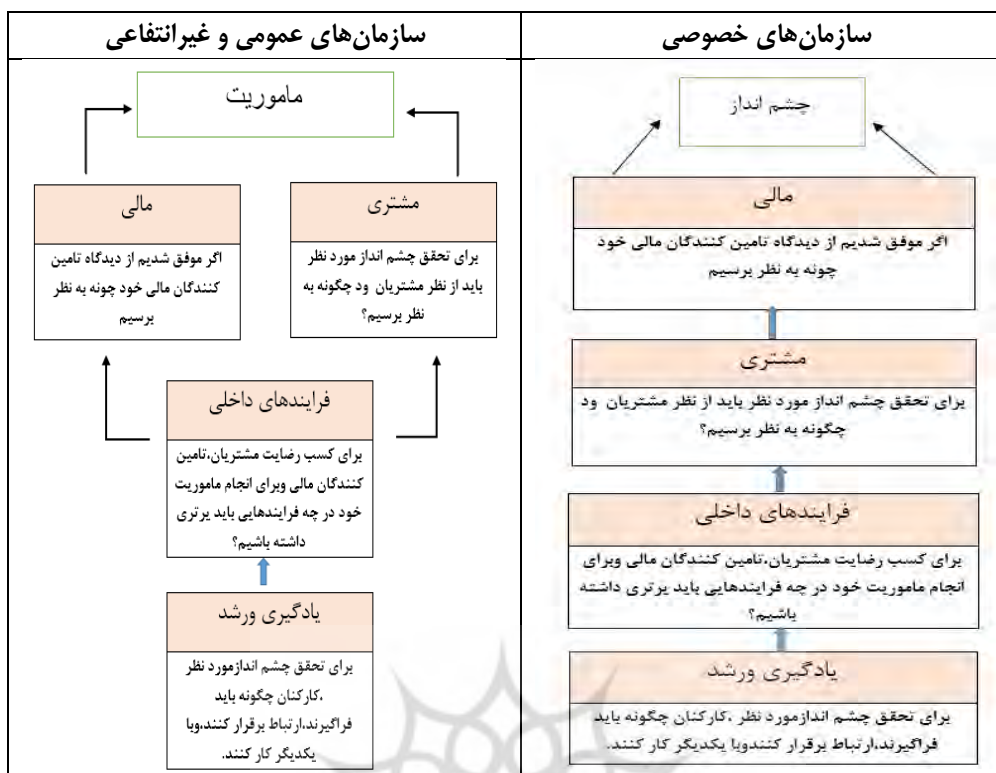 سازمان‌های خصوصی
چشم انداز
مالی
اگر موفق شدیم از دیدگاه تامین کنندگان مالی خود
چونه به نظر برسیم
مشتری
برای تحقق چشم انداز مورد نظر باید از نظر مشتریان ود
چگونه به نظر برسیم؟
فرایندهای داخلی
برای کسب رضایت مشتریان،تامین کنندگان مالی وبرای
انجام ماموریت خود در چه فرایندهایی باید برتری داشته
باشیم؟
یادگیری ورشد
برای تحقق چشم اندازمورد نظر ،کارکنان چگونه باید
فراگیرند،ارتباط برقرار کنندوبا یکدیگر کار کنند.
سازمان‌های عمومی و غیرانتفاعی
ماموریت
مشتری
برای تحقق چشم انداز مورد نظر
باید از نظر مشتریان ود چگونه به
نظر برسیم؟
مالی
اگر موفق شدیم از دیدگاه تامین
کنندگان مالی خود چونه به نظر
برسیم
فرایندهای داخلی
برای کسب رضایت مشتریان،تامین
کنندگان مالی وبرای انجام ماموریت
خود در چه فرایندهایی باید برتری
داشته باشیم؟
یادگیری ورشد
برای تحقق چشم اندازمورد نظر
،کارکنان چگونه باید
فراگیرند،ارتباط برقرار کنند،وبا
یکدیگر کار کنند.